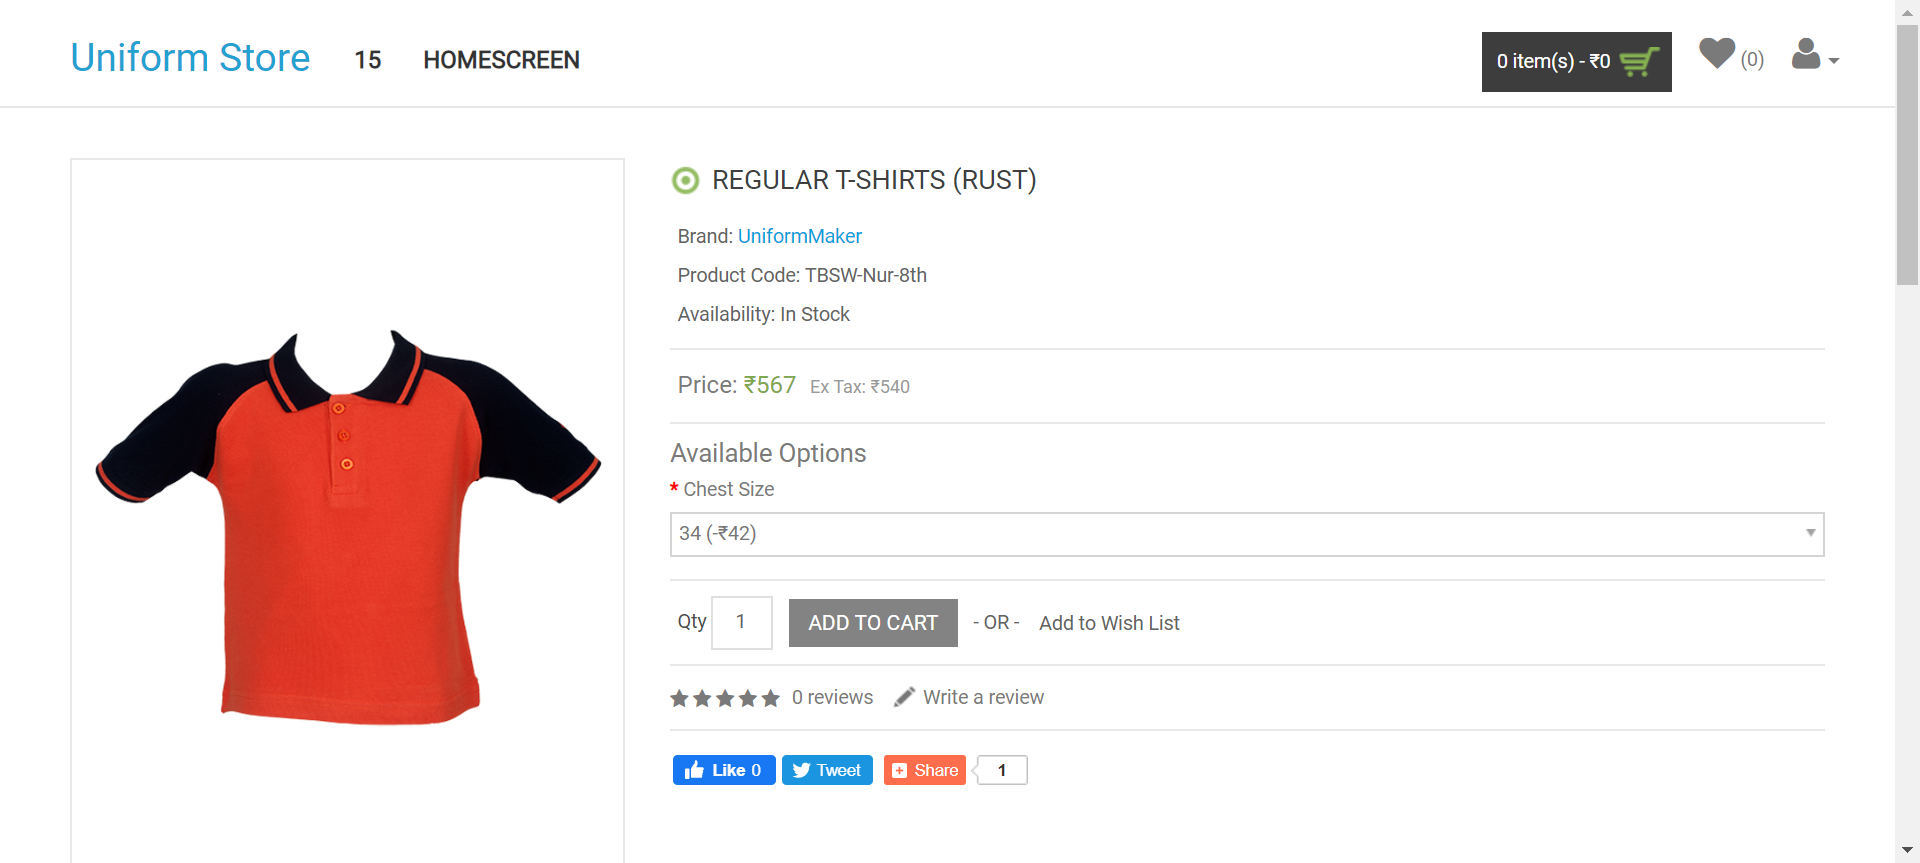 Uniform Store 15 HOMESCREEN 0 item(s) - ₹0 (0)
REGULAR T-SHIRTS (RUST)
Brand: UniformMaker
Product Code: TBSW-Nur-8th
Availability: In Stock
Price: ₹567 Ex Tax: ₹540
Available Options
* Chest Size
34 (-₹42)
Qty 1 ADD TO CART - OR - Add to Wish List
0 reviews Write a review
Like 0 Tweet Share 1